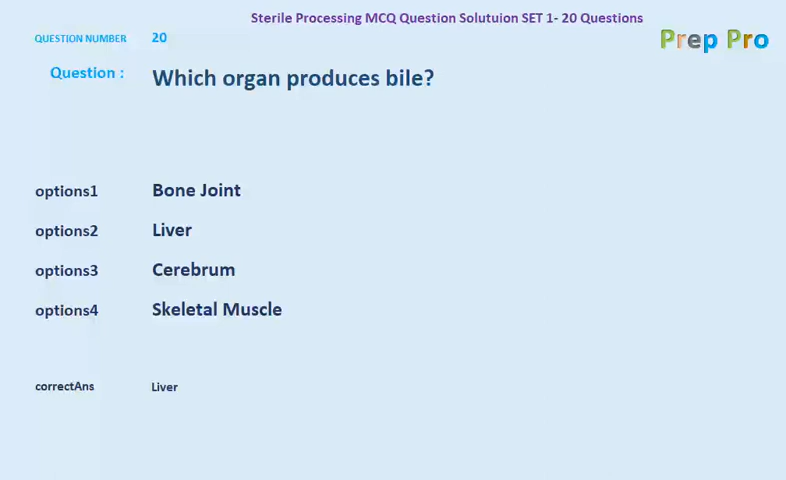 Sterile Processing MCQ Question Solutuion SET 1- 20 Questions
QUESTION NUMBER 20
Prep Pro
Question : Which organ produces bile?
options1 Bone Joint
options2 Liver
options3 Cerebrum
options4 Skeletal Muscle
correctAns Liver